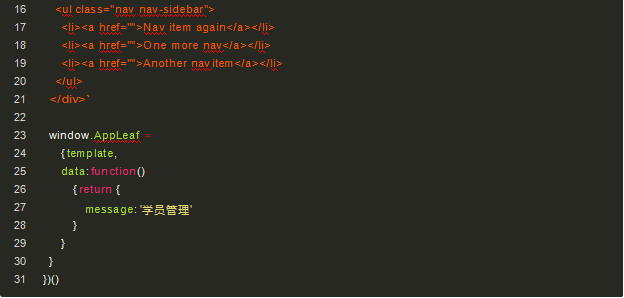 16 <ul class="nav nav-sidebar">
17 <li><a href="">Nav item again</a></li>
18 <li><a href="">One more nav</a></li>
19 <li><a href="">Another nav item</a></li>
20 </ul>
21 </div>`
22
23 window.AppLeaf =
24 {template,
25 data:function()
26 {return {
27 message: '学员管理'
28 }
29 }
30 }
31 })()